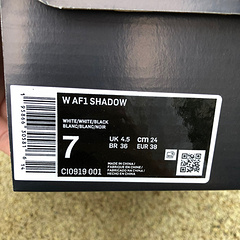 W AF1 SHADOW
WHITE/WHITE/BLACK
BLANC/BLANC/NOIR
7
UK 4.5 cm 24
BR 36 EUR 38
CI0919 001
MADE IN CHINA/
FABRIQUÉ EN CHINE/
FABRICADO EN CHINA/
HECHO EN CHINA